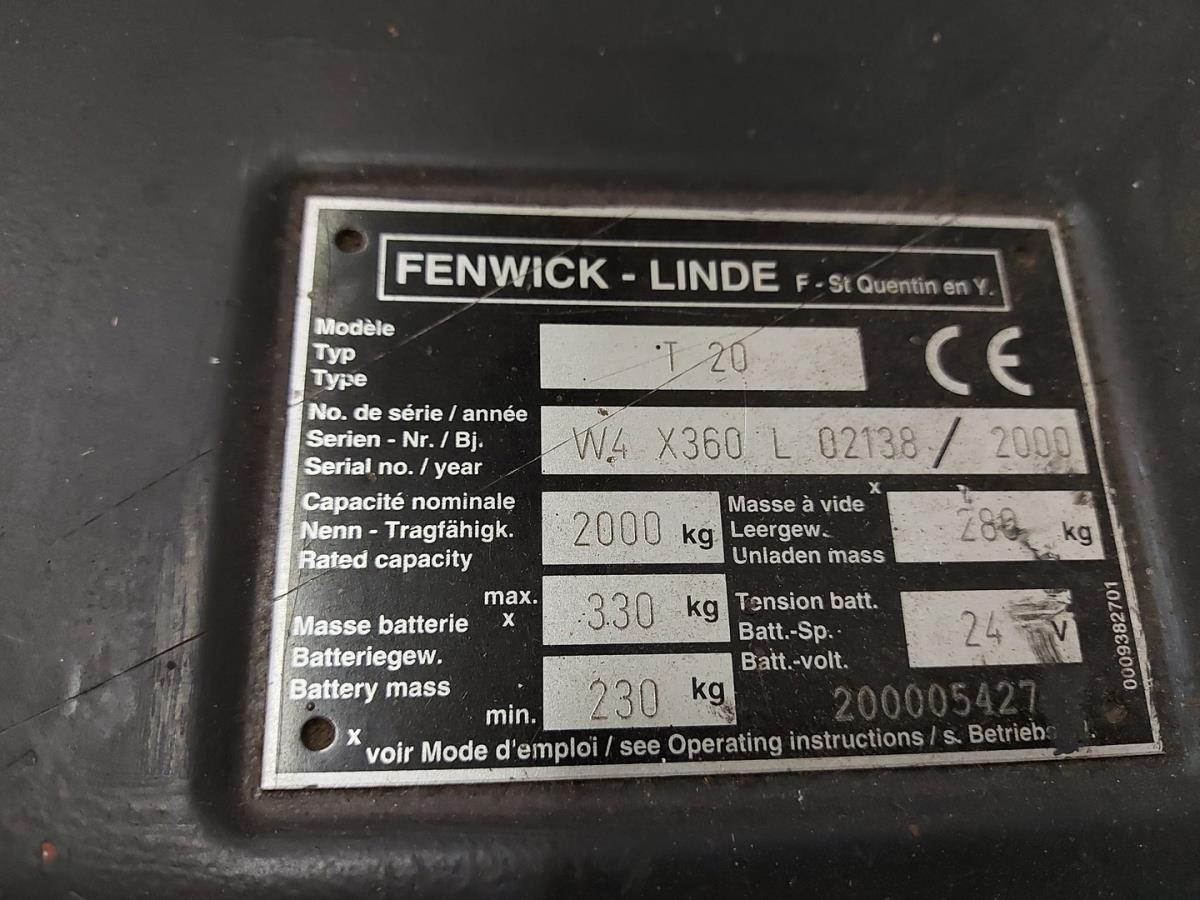 FENWICK - LINDE F - St Quentin en Y.
Modèle
Typ
Type
T 20
CE
No. de série / année
Serien - Nr. / Bj.
Serial no. / year
W4 X360 L 02138 / 2000
Capacité nominale
Nenn - Tragfähigk.
Rated capacity
2000 kg
Masse à vide x
Leergew.
Unladen mass
280 kg
Masse batterie x
Batteriegew.
Battery mass
max.
330 kg
min.
230 kg
Tension batt.
Batt.-Sp.
Batt.-volt.
24 V
200005427
x voir Mode d'emploi / see Operating instructions / s.
0009382701